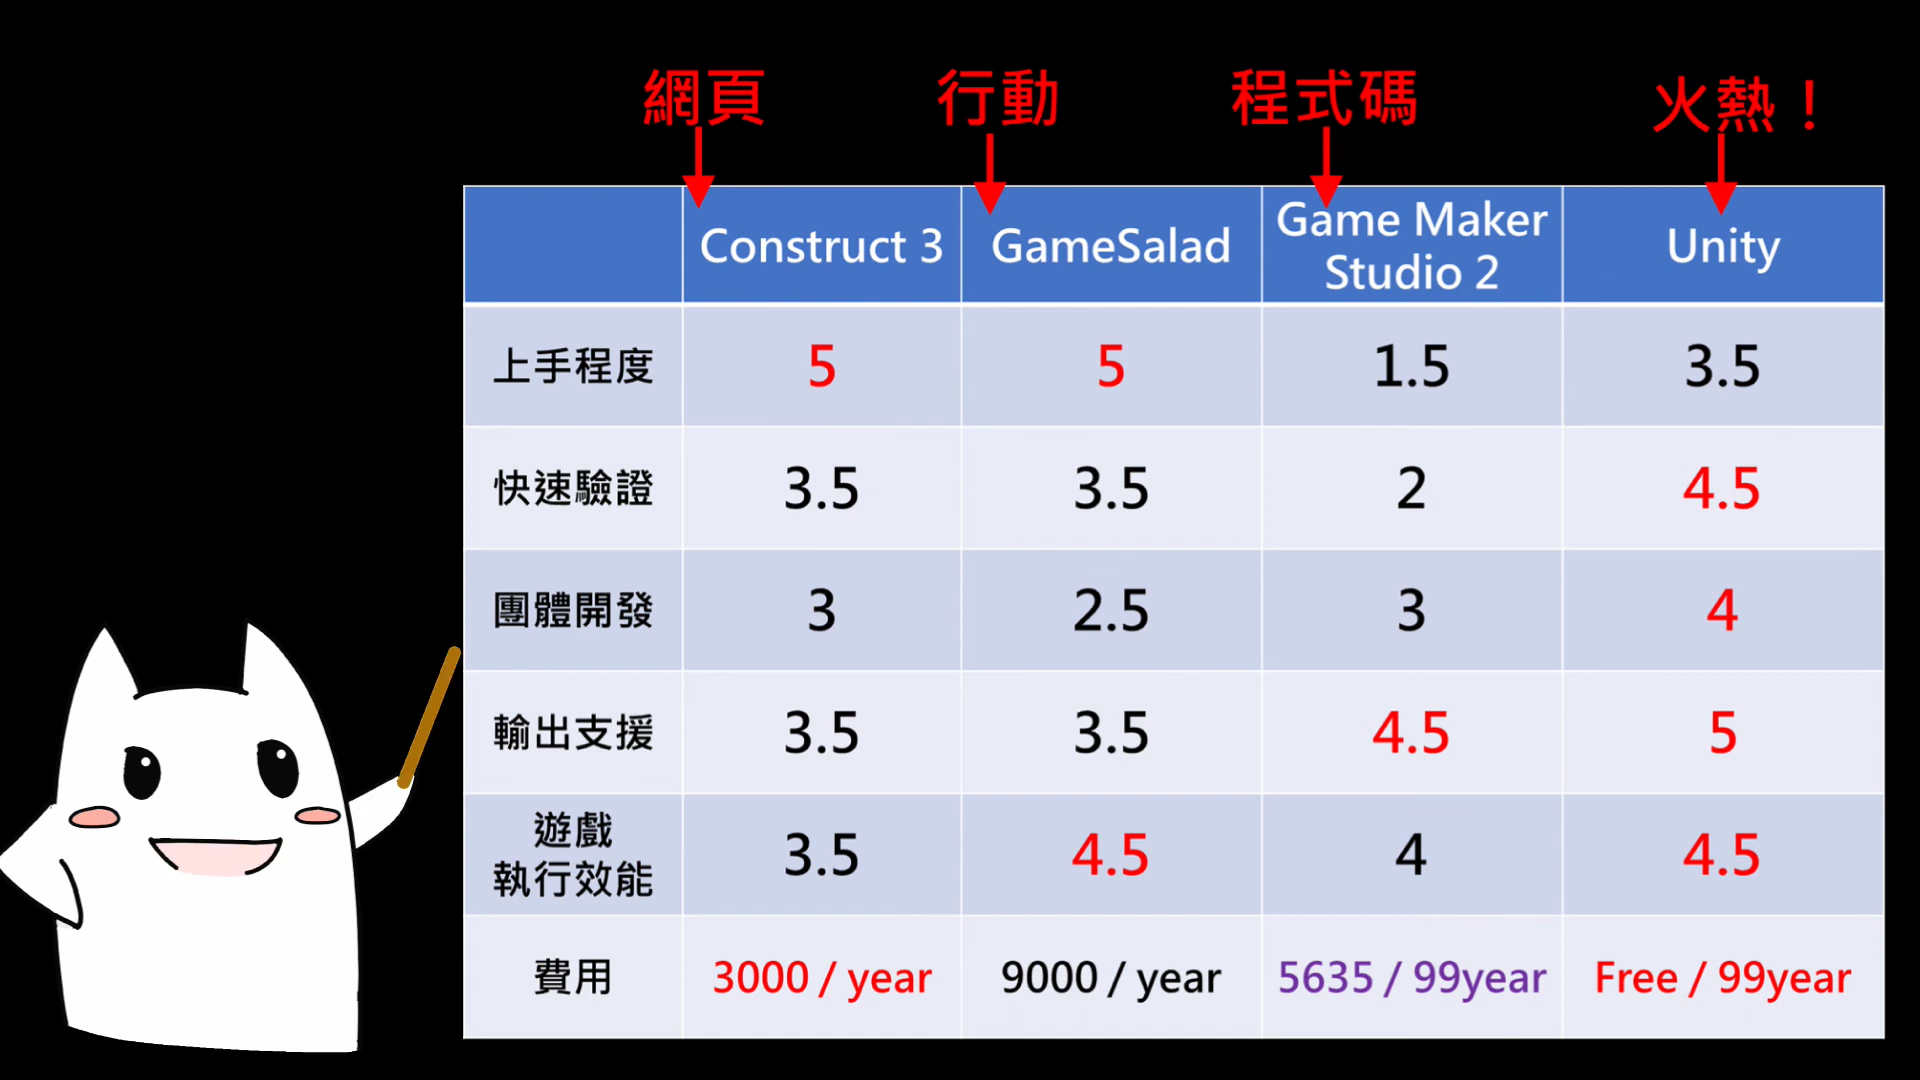 網頁
行動
程式碼
火熱！
Construct 3
GameSalad
Game Maker
Studio 2
Unity
上手程度 5 5 1.5 3.5
快速驗證 3.5 3.5 2 4.5
團體開發 3 2.5 3 4
輸出支援 3.5 3.5 4.5 5
遊戲
執行效能 3.5 4.5 4 4.5
費用 3000 / year 9000 / year 5635 / 99year Free / 99year